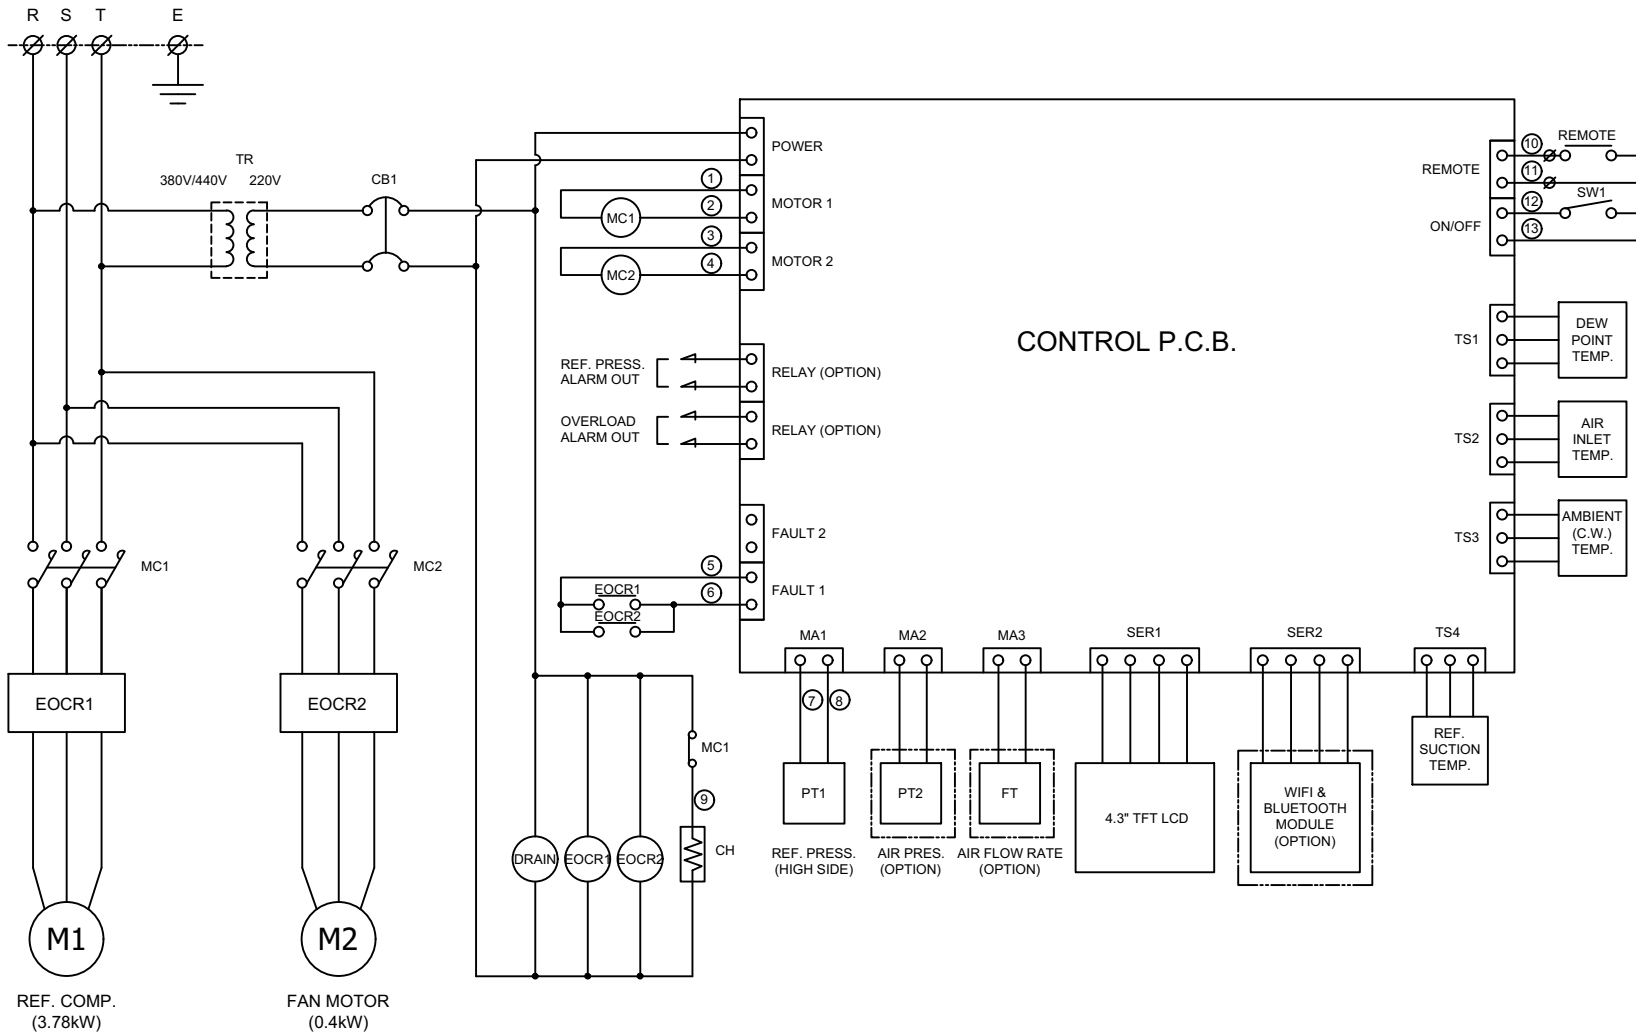 R S T E
TR
380V/440V 220V
CB1
POWER
1
2
MC1
MOTOR 1
3
4
MC2
MOTOR 2
REF. PRESS.
ALARM OUT
RELAY (OPTION)
OVERLOAD
ALARM OUT
RELAY (OPTION)
CONTROL P.C.B.
FAULT 2
5
6
FAULT 1
EOCR1
EOCR2
REMOTE
10
11
REMOTE
ON/OFF
12
13
SW1
TS1
DEW
POINT
TEMP.
TS2
AIR
INLET
TEMP.
TS3
AMBIENT
(C.W.)
TEMP.
MC1
MC2
EOCR1
EOCR2
M1
REF. COMP.
(3.78kW)
M2
FAN MOTOR
(0.4kW)
DRAIN
EOCR1
EOCR2
MC1
9
CH
MA1
7
8
PT1
REF. PRESS.
(HIGH SIDE)
MA2
PT2
AIR PRES.
(OPTION)
MA3
FT
AIR FLOW RATE
(OPTION)
SER1
4.3" TFT LCD
SER2
WIFI &
BLUETOOTH
MODULE
(OPTION)
TS4
REF.
SUCTION
TEMP.